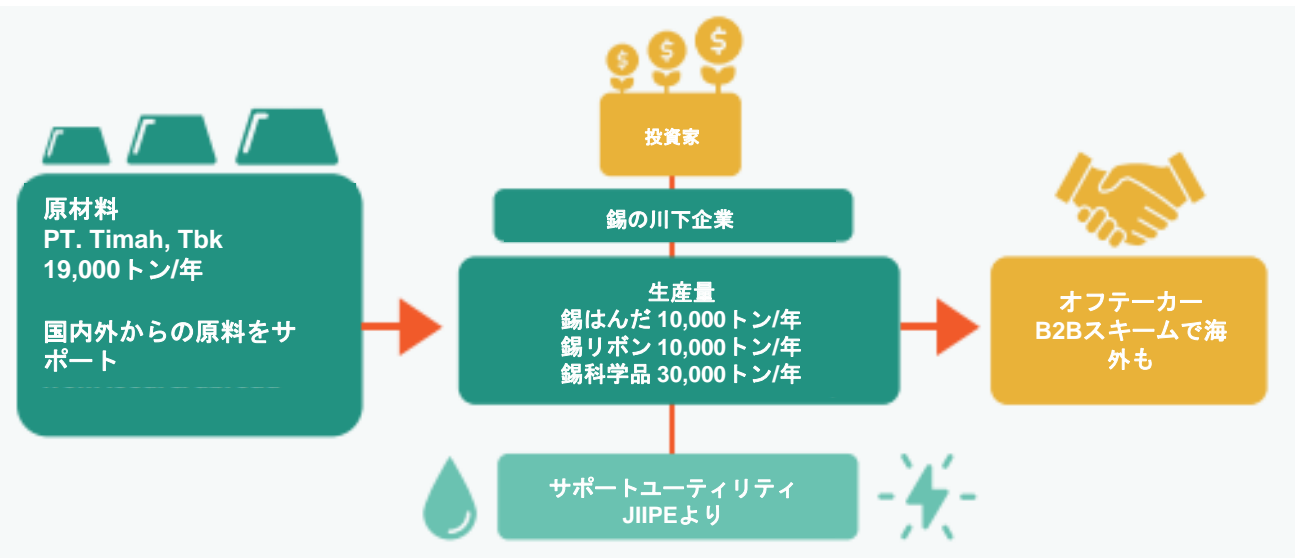 投資家
原材料
PT. Timah, Tbk
19,000トン/年
国内外からの原料をサ
ポート
錫の川下企業
生産量
錫はんだ 10,000トン/年
錫リボン 10,000トン/年
錫科学品 30,000トン/年
オフテーカー
B2Bスキームで海
外も
サポートユーティリティ
JIIPEより